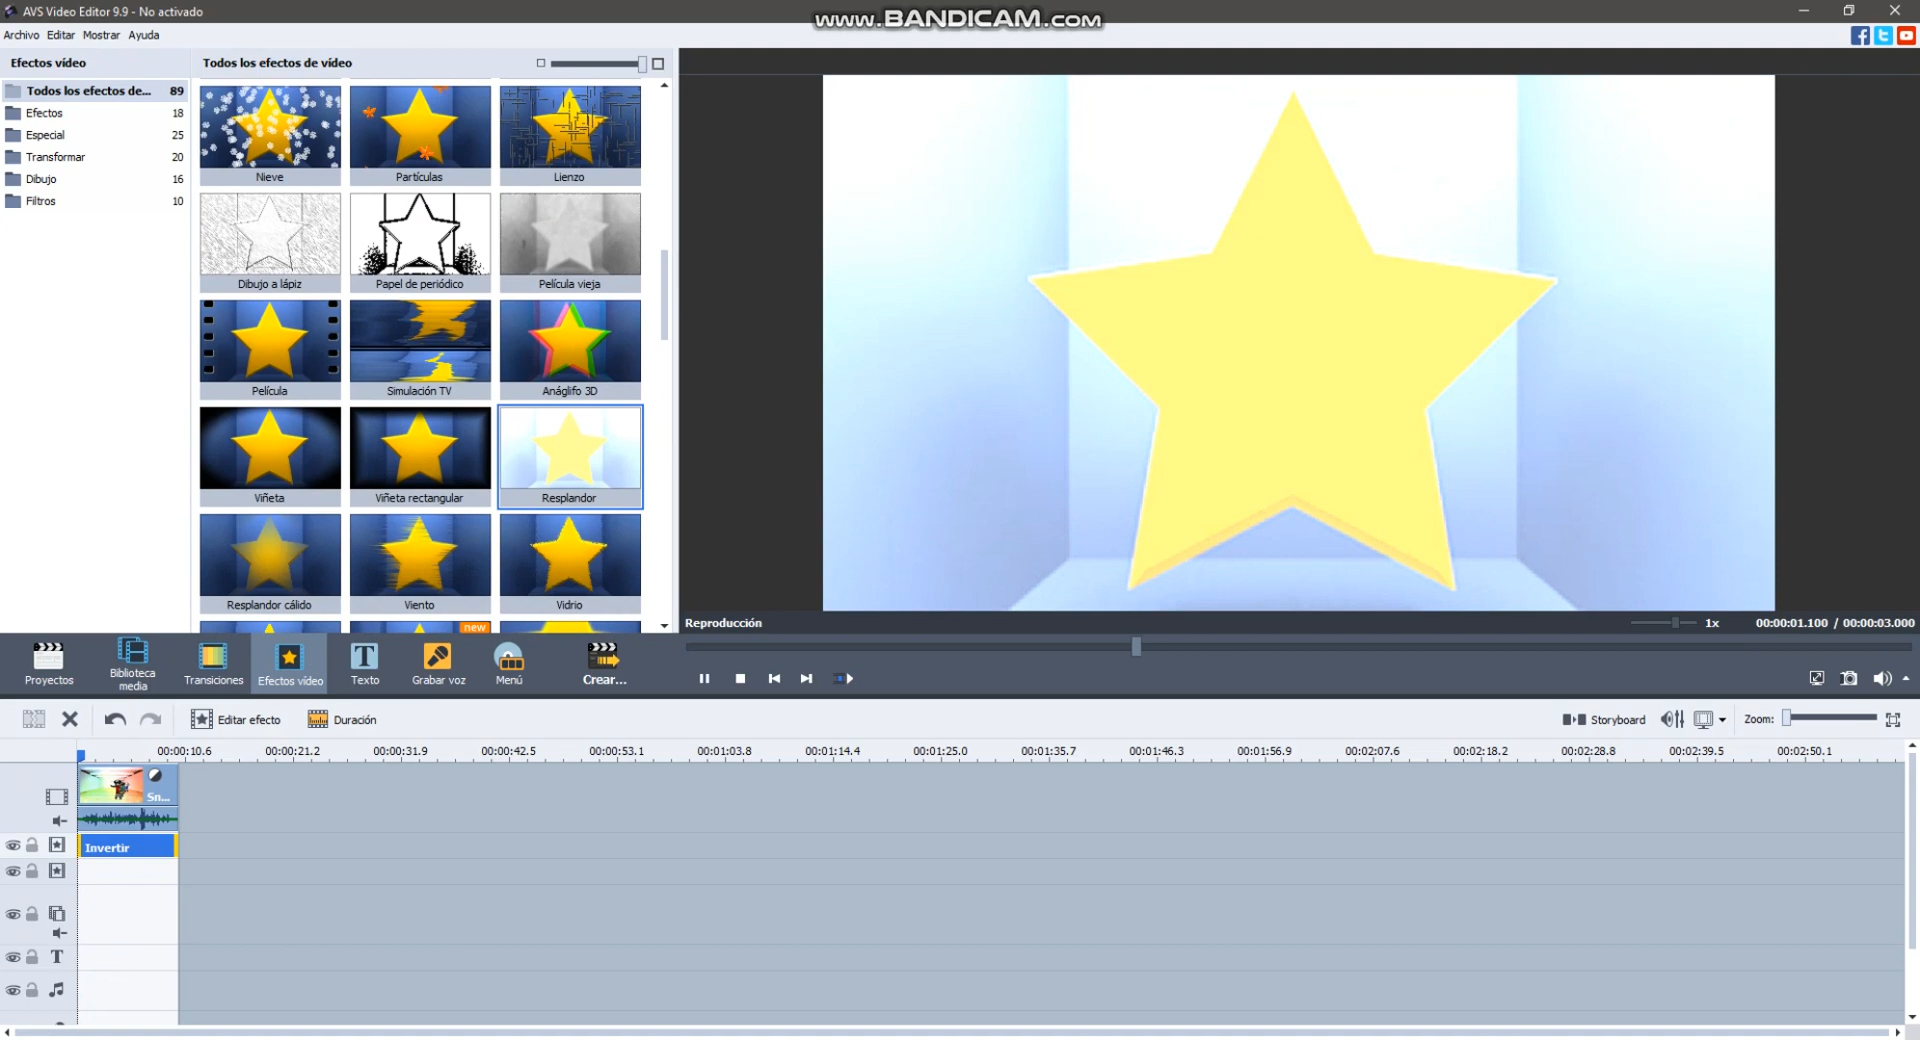 AVS Video Editor 9.9 - No activado
www.BANDICAM.com
Archivo Editar Mostrar Ayuda
Efectos vídeo
Todos los efectos de vídeo
Todos los efectos de... 89
Efectos 18
Especial 25
Transformar 20
Dibujo 16
Filtros 10
Nieve Partículas Lienzo
Dibujo a lápiz Papel de periódico Película vieja
Película Simulación TV Anáglifo 3D
Viñeta Viñeta rectangular Resplandor
Resplandor cálido Viento Vidrio
new
Reproducción 1x 00:00:01.100 / 00:00:03.000
Proyectos
Biblioteca
media
Transiciones
Efectos vídeo
Texto
Grabar voz
Menú
Crear...
Editar efecto Duración Storyboard Zoom:
00:00:10.6 00:00:21.2 00:00:31.9 00:00:42.5 00:00:53.1 00:01:03.8 00:01:14.4 00:01:25.0 00:01:35.7 00:01:46.3 00:01:56.9 00:02:07.6 00:02:18.2 00:02:28.8 00:02:39.5 00:02:50.1
Sn...
Invertir
T